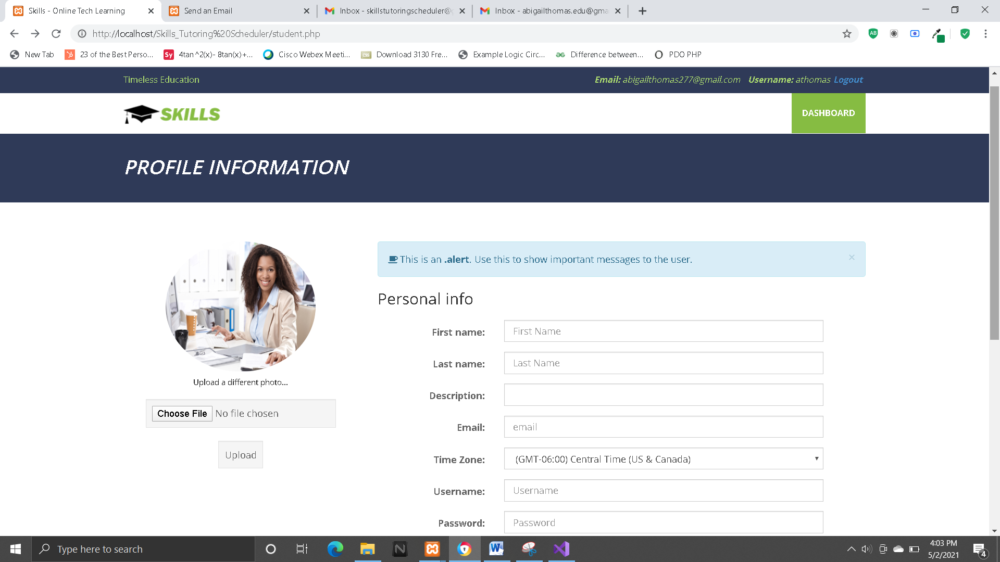 Skills - Online Tech Learning
Send an Email
Inbox - skillstutoringscheduler@g
Inbox - abigailthomas.edu@gma
http://localhost/Skills_Tutoring%20Scheduler/student.php
AB
New Tab
23 of the Best Perso...
Sy 4tan^2(x)-8tan(x)+...
Cisco Webex Meeti...
CSS Download 3130 Fre...
Example Logic Circ...
Difference between...
PDO PHP
Timeless Education
Email: abigailthomas277@gmail.com Username: athomas Logout
SKILLS
DASHBOARD
PROFILE INFORMATION
This is an .alert. Use this to show important messages to the user.
×
Upload a different photo...
Choose File No file chosen
Upload
Personal info
First name: First Name
Last name: Last Name
Description:
Email: email
Time Zone: (GMT-06:00) Central Time (US & Canada)
Username: Username
Password: Password
Type here to search
4:03 PM
5/2/2021
4